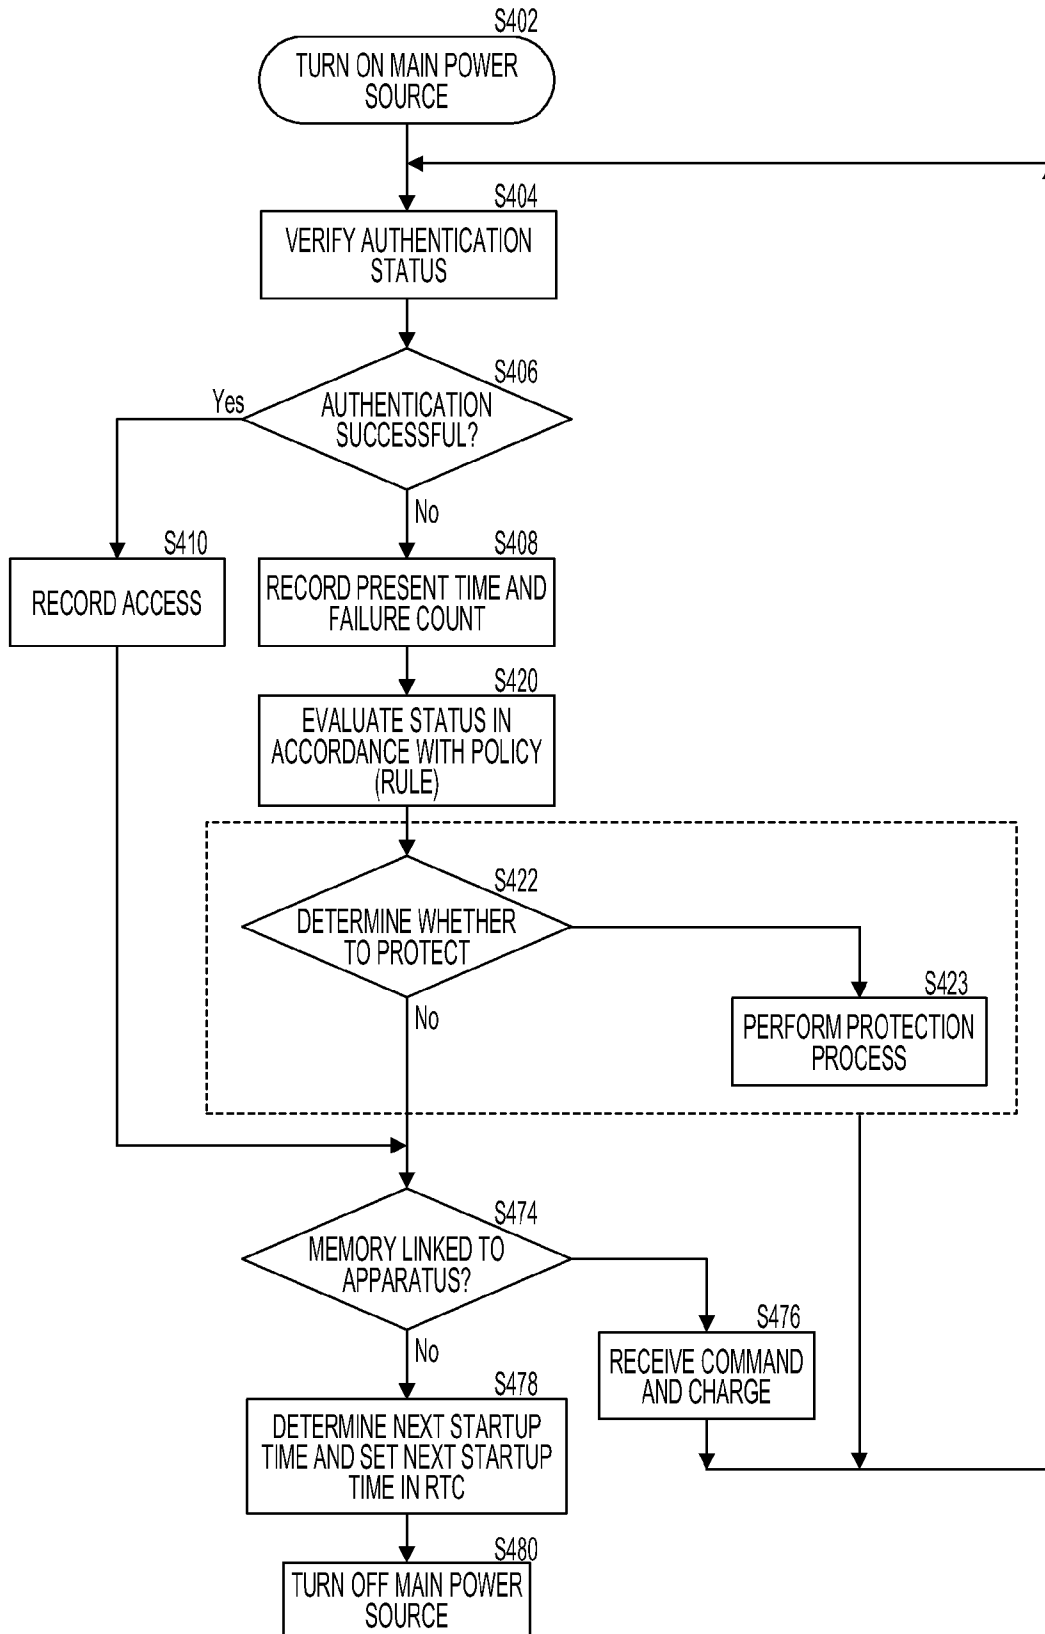 S402
TURN ON MAIN POWER
SOURCE
S404
VERIFY AUTHENTICATION
STATUS
S406
AUTHENTICATION
SUCCESSFUL?
Yes
No
S410
RECORD ACCESS
S408
RECORD PRESENT TIME AND
FAILURE COUNT
S420
EVALUATE STATUS IN
ACCORDANCE WITH POLICY
(RULE)
S422
DETERMINE WHETHER
TO PROTECT
No
S423
PERFORM PROTECTION
PROCESS
S474
MEMORY LINKED TO
APPARATUS?
No
S476
RECEIVE COMMAND
AND CHARGE
S478
DETERMINE NEXT STARTUP
TIME AND SET NEXT STARTUP
TIME IN RTC
S480
TURN OFF MAIN POWER
SOURCE